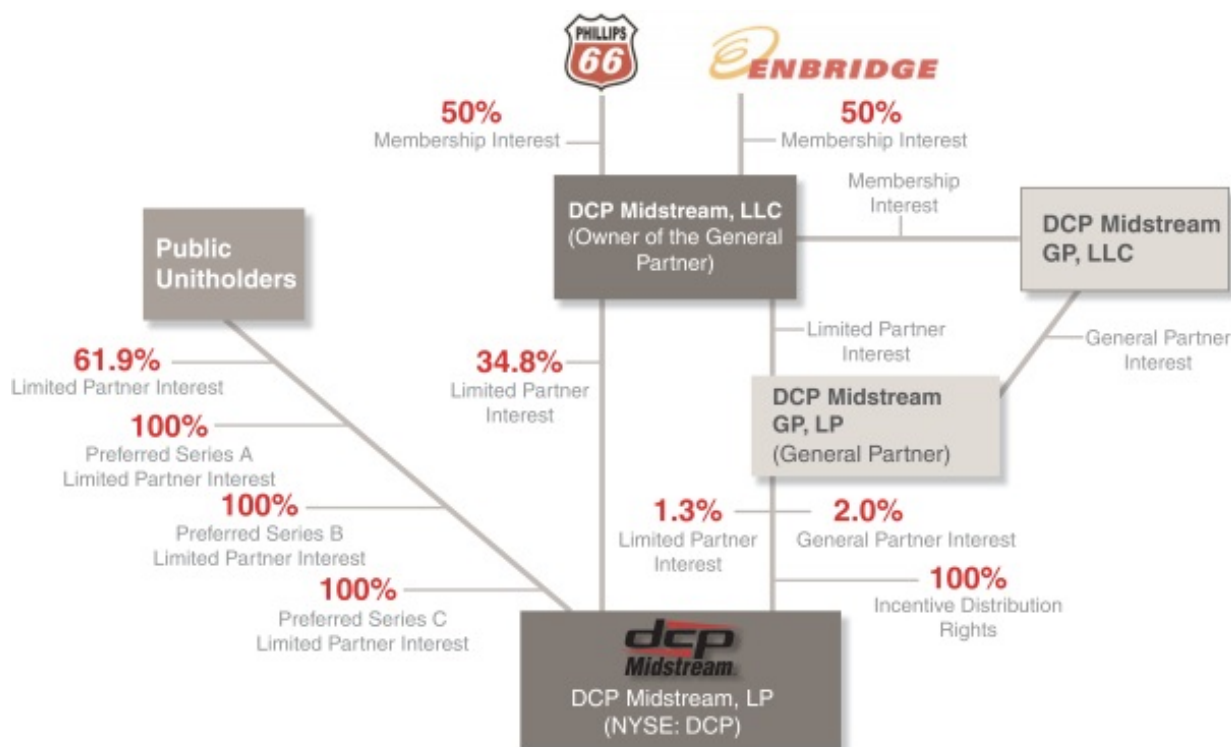 PHILLIPS
66
ENBRIDGE
50%
Membership Interest
50%
Membership Interest
Membership
Interest
DCP Midstream, LLC
(Owner of the General
Partner)
DCP Midstream
GP, LLC
Public
Unitholders
61.9%
Limited Partner Interest
34.8%
Limited Partner
Interest
Limited Partner
Interest
General Partner
Interest
100%
Preferred Series A
Limited Partner Interest
DCP Midstream
GP, LP
(General Partner)
100%
Preferred Series B
Limited Partner Interest
1.3%
Limited Partner
Interest
2.0%
General Partner Interest
100%
Incentive Distribution
Rights
100%
Preferred Series C
Limited Partner Interest
dcp
Midstream
DCP Midstream, LP
(NYSE: DCP)